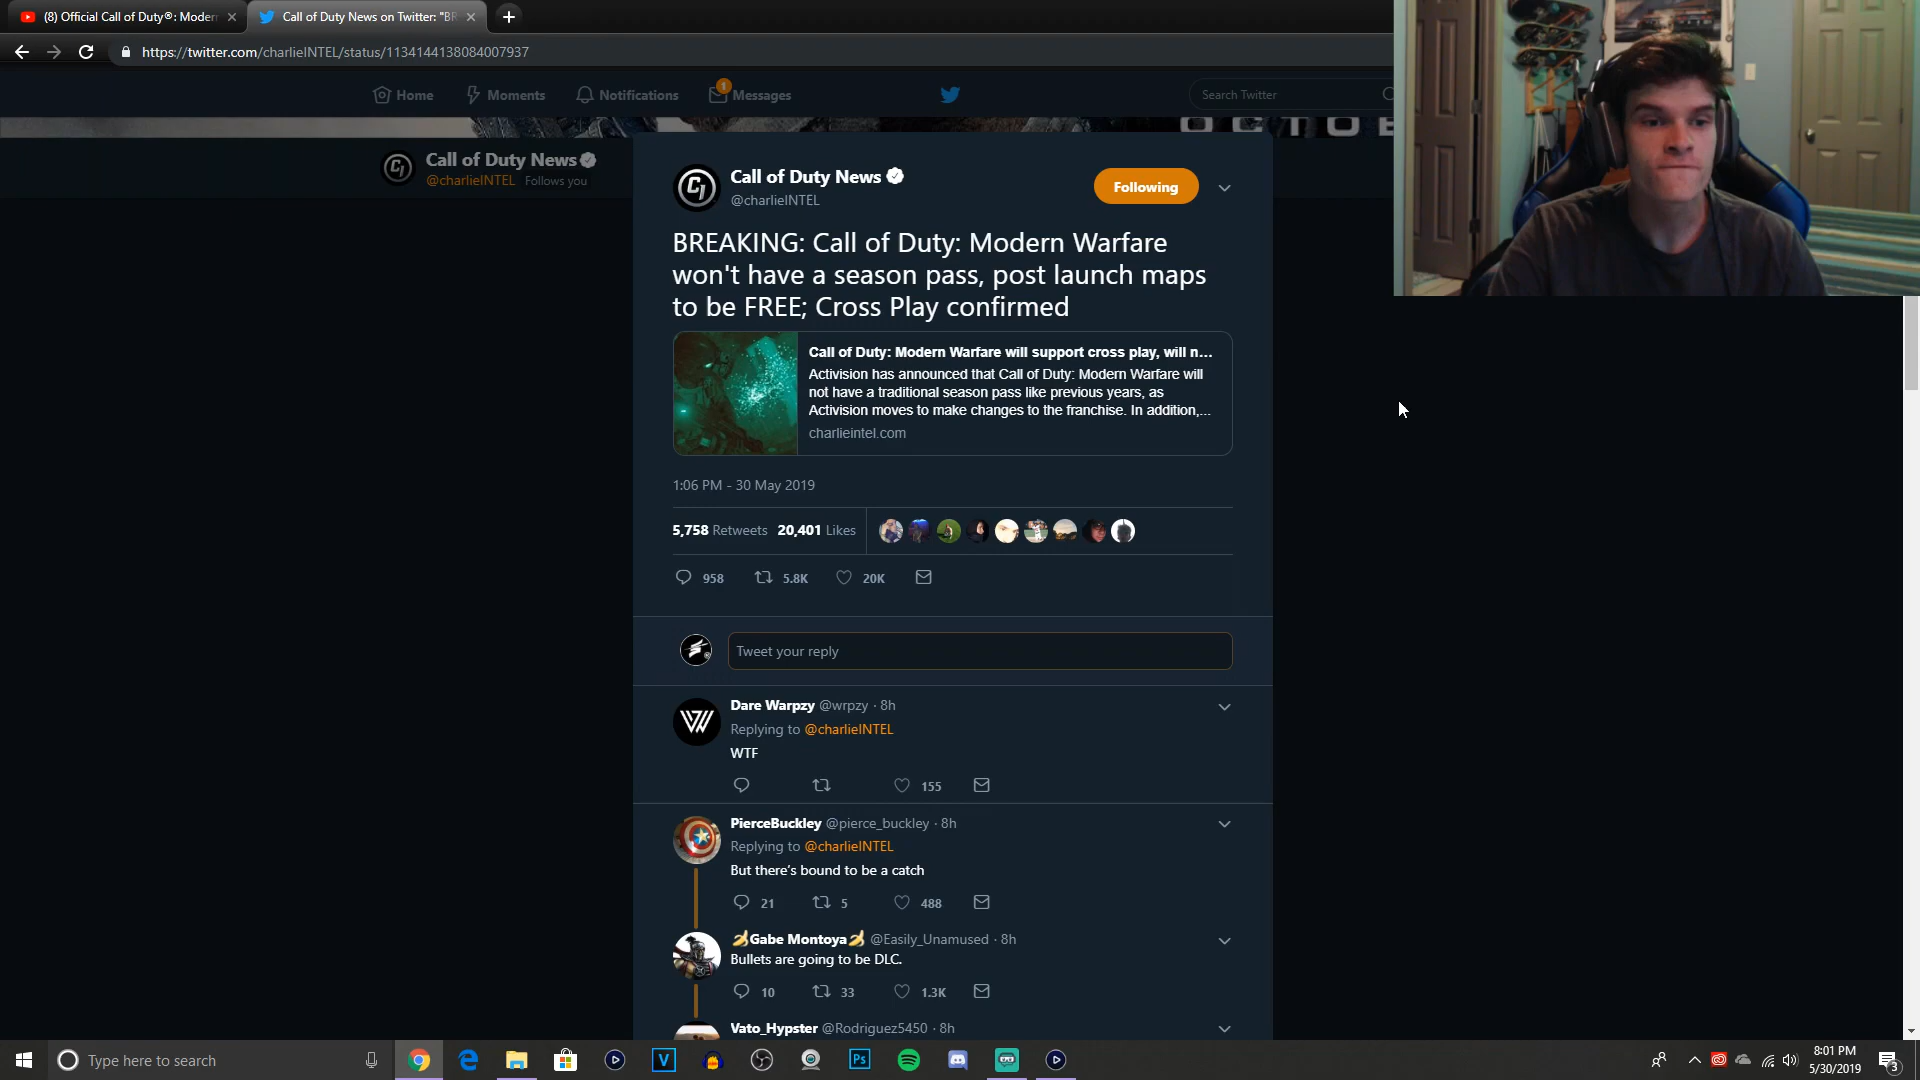 (8) Official Call of Duty®: Modern
Call of Duty News on Twitter: "BR
https://twitter.com/charlieINTEL/status/1134144138084007937
Home
Moments
Notifications
1
Messages
Search Twitter
OCTOB
Call of Duty News
@charlieINTEL Follows you
Call of Duty News
@charlieINTEL
Following
BREAKING: Call of Duty: Modern Warfare
won't have a season pass, post launch maps
to be FREE; Cross Play confirmed
Call of Duty: Modern Warfare will support cross play, will n...
Activision has announced that Call of Duty: Modern Warfare will
not have a traditional season pass like previous years, as
Activision moves to make changes to the franchise. In addition,...
charlieintel.com
1:06 PM - 30 May 2019
5,758 Retweets 20,401 Likes
958 5.8K 20K
Tweet your reply
Dare Warpzy @wrpzy · 8h
Replying to @charlieINTEL
WTF
155
PierceBuckley @pierce_buckley · 8h
Replying to @charlieINTEL
But there's bound to be a catch
21 5 488
🍌Gabe Montoya🍌 @Easily_Unamused · 8h
Bullets are going to be DLC.
10 33 1.3K
Vato_Hypster @Rodriguez5450 · 8h
Type here to search
8:01 PM
5/30/2019
3